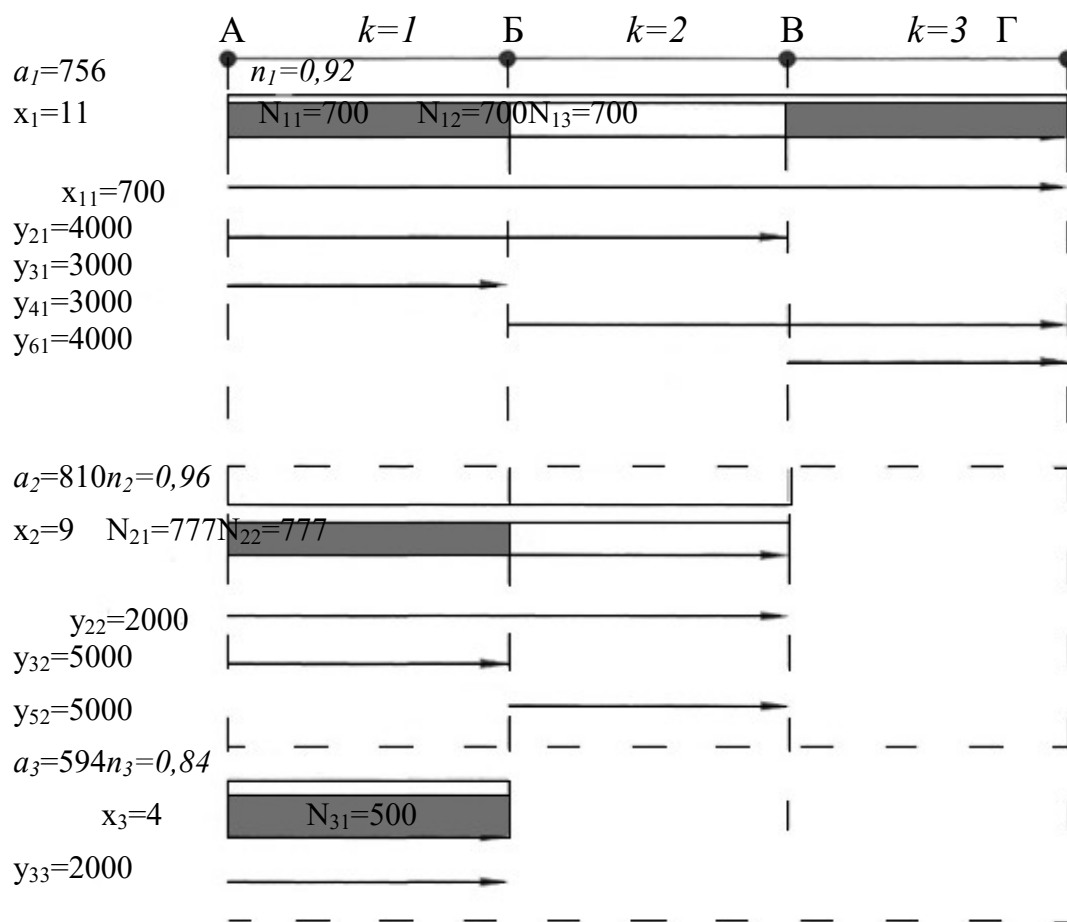 А k=1 Б k=2 В k=3 Г
a₁=756 n₁=0,92
x₁=11 N₁₁=700 N₁₂=700N₁₃=700
x₁₁=700
y₂₁=4000
y₃₁=3000
y₄₁=3000
y₆₁=4000
a₂=810n₂=0,96
x₂=9 N₂₁=777N₂₂=777
y₂₂=2000
y₃₂=5000
y₅₂=5000
a₃=594n₃=0,84
x₃=4 N₃₁=500
y₃₃=2000